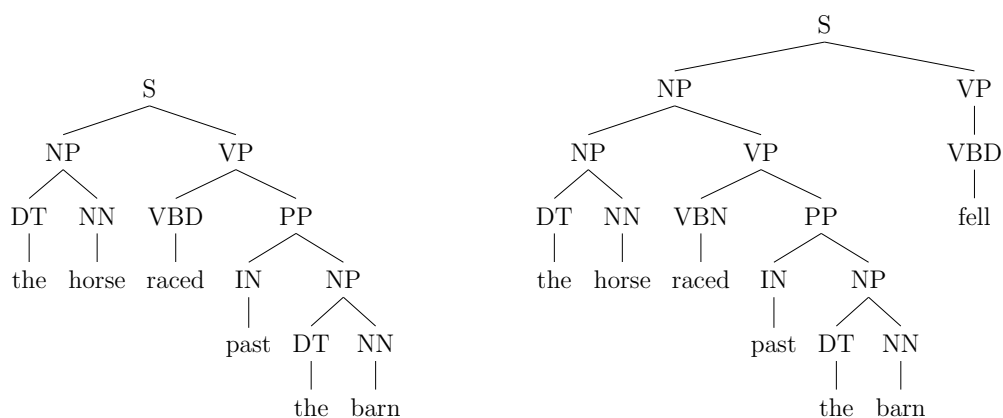 S
NP VP
DT NN VBD PP
the horse raced IN NP
past DT NN
the barn
S
NP VP
NP VP VBD
DT NN VBN PP fell
the horse raced IN NP
past DT NN
the barn